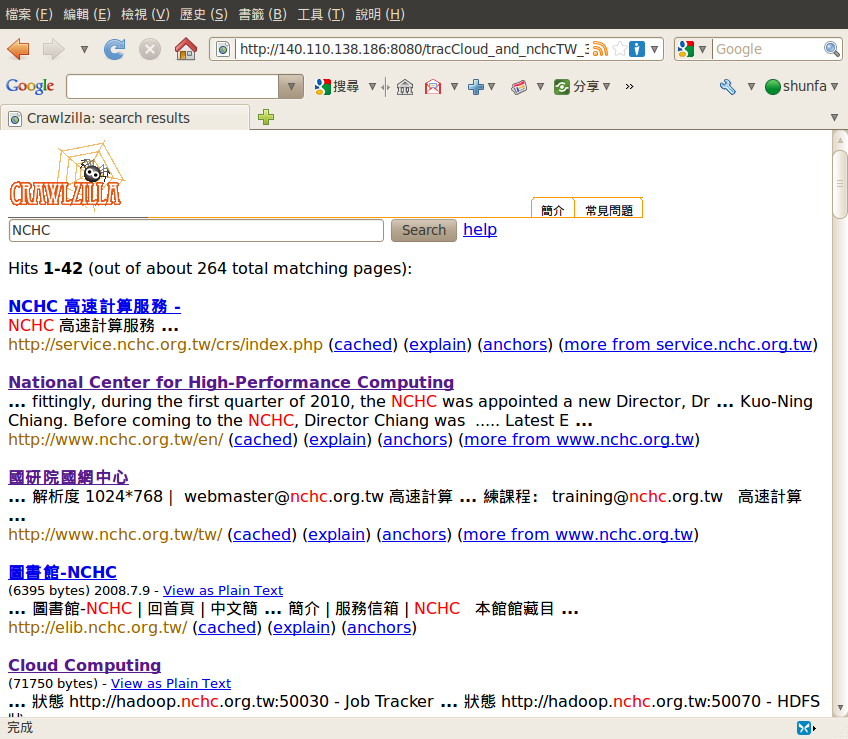 檔案 (F) 編輯 (E) 檢視 (V) 歷史 (S) 書籤 (B) 工具 (T) 說明 (H)
http://140.110.138.186:8080/tracCloud_and_nchcTW_3
Google
Google 搜尋 分享 » shunfa
Crawlzilla: search results
CRAWLZILLA
簡介 常見問題
NCHC Search help
Hits 1-42 (out of about 264 total matching pages):
NCHC 高速計算服務 -
NCHC 高速計算服務 ...
http://service.nchc.org.tw/crs/index.php (cached) (explain) (anchors) (more from service.nchc.org.tw)
National Center for High-Performance Computing
... fittingly, during the first quarter of 2010, the NCHC was appointed a new Director, Dr ... Kuo-Ning
Chiang. Before coming to the NCHC, Director Chiang was ..... Latest E ...
http://www.nchc.org.tw/en/ (cached) (explain) (anchors) (more from www.nchc.org.tw)
國研院國網中心
... 解析度 1024*768 | webmaster@nchc.org.tw 高速計算 ... 練課程： training@nchc.org.tw 高速計算
...
http://www.nchc.org.tw/tw/ (cached) (explain) (anchors) (more from www.nchc.org.tw)
圖書館-NCHC
(6395 bytes) 2008.7.9 - View as Plain Text
... 圖書館-NCHC | 回首頁 | 中文簡 ... 簡介 | 服務信箱 | NCHC 本館館藏目 ...
http://elib.nchc.org.tw/ (cached) (explain) (anchors)
Cloud Computing
(71750 bytes) - View as Plain Text
... 狀態 http://hadoop.nchc.org.tw:50030 - Job Tracker ... 狀態 http://hadoop.nchc.org.tw:50070 - HDFS
完成